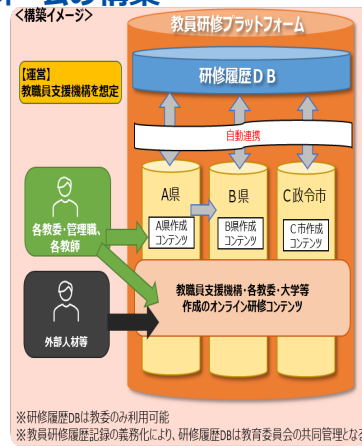 ＜構築イメージ＞
教員研修プラットフォーム
研修履歴ＤＢ
【運営】
教職員支援機構を想定
自動連携
A県
B県
C政令市
A県作成
コンテンツ
B県作成
コンテンツ
C市作成
コンテンツ
各教委・管理職、
各教師
教職員支援機構・各教委・大学等
作成のオンライン研修コンテンツ
外部人材等
※研修履歴DBは教委のみ利用可能
※教員研修履歴記録の義務化により、研修履歴DBは教育委員会の共同管理となる